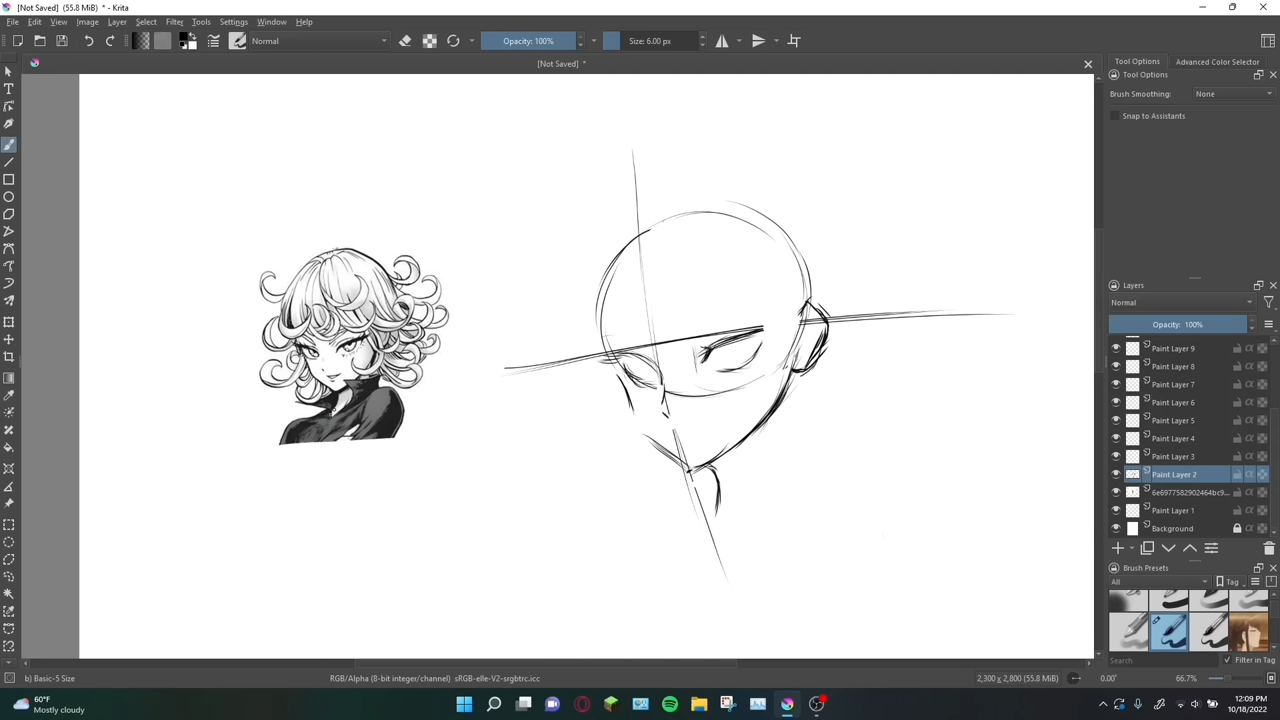 [Not Saved]  (55.8 MiB)  * - Krita
File Edit View Image Layer Select Filter Tools Settings Window Help
Normal Opacity: 100% Size: 6.00 px
[Not Saved]  *
Tool Options Advanced Color Selector
Tool Options
Brush Smoothing: None
Snap to Assistants
Layers
Normal
Opacity:  100%
Paint Layer 9
Paint Layer 8
Paint Layer 7
Paint Layer 6
Paint Layer 5
Paint Layer 4
Paint Layer 3
Paint Layer 2
6e6977582902464bc9...
Paint Layer 1
Background
Brush Presets
All Tag
Search Filter in Tag
b) Basic-5 Size RGB/Alpha (8-bit integer/channel)  sRGB-elle-V2-srgbtrc.icc 2,300 x 2,800 (55.8 MiB) 0.00° 66.7%
60°F
Mostly cloudy
12:09 PM
10/18/2022